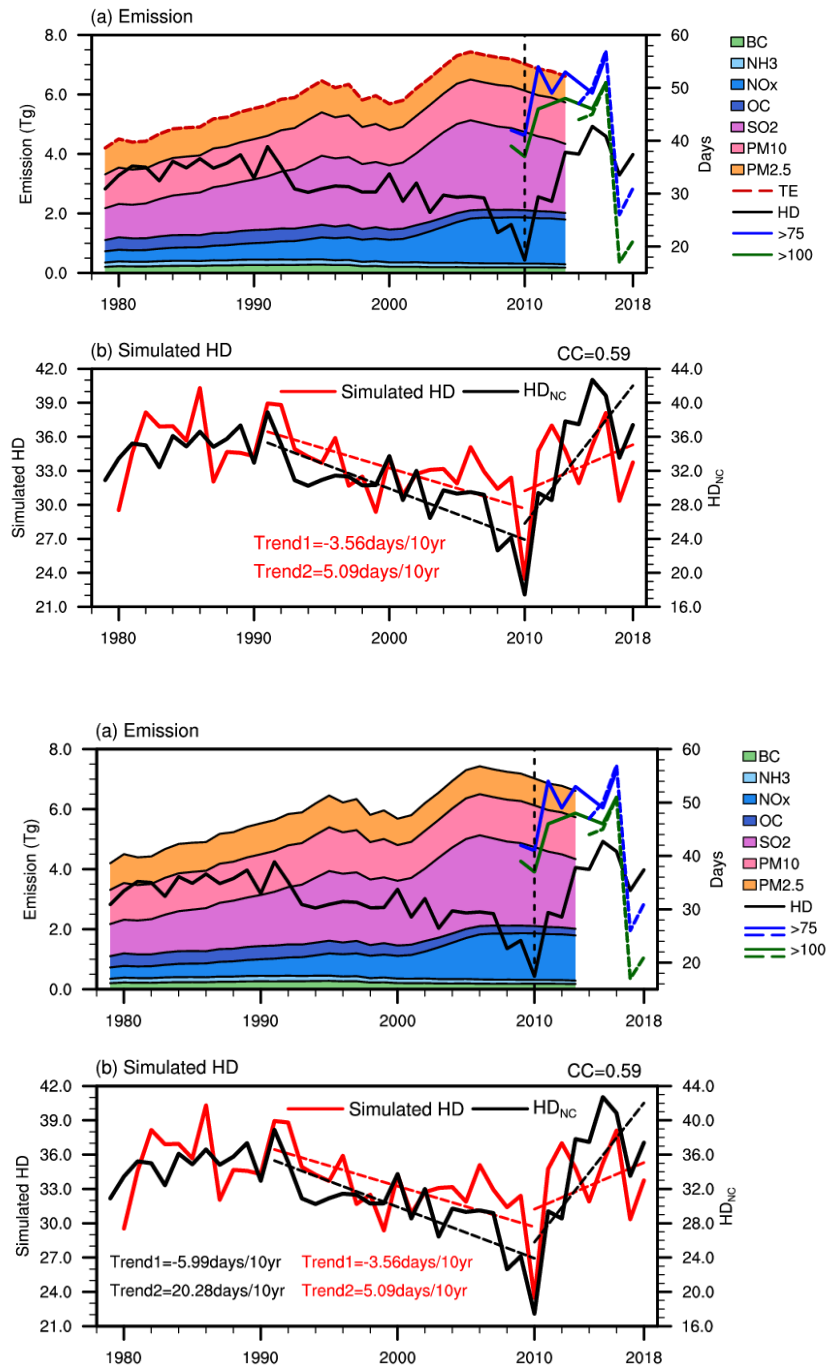 (a) Emission
8.0
6.0
4.0
2.0
0.0
Emission (Tg)
60
50
40
30
20
Days
1980
1990
2000
2010
2018
BC
NH3
NOx
OC
SO2
PM10
PM2.5
TE
HD
>75
>100
(b) Simulated HD
CC=0.59
42.0
39.0
36.0
33.0
30.0
27.0
24.0
21.0
Simulated HD
Simulated HD
HDNC
44.0
40.0
36.0
32.0
28.0
24.0
20.0
16.0
HDNC
Trend1=-3.56days/10yr
Trend2=5.09days/10yr
1980
1990
2000
2010
2018
(a) Emission
8.0
6.0
4.0
2.0
0.0
Emission (Tg)
60
50
40
30
20
Days
1980
1990
2000
2010
2018
BC
NH3
NOx
OC
SO2
PM10
PM2.5
HD
>75
>100
(b) Simulated HD
CC=0.59
42.0
39.0
36.0
33.0
30.0
27.0
24.0
21.0
Simulated HD
Simulated HD
HDNC
44.0
40.0
36.0
32.0
28.0
24.0
20.0
16.0
HDNC
Trend1=-5.99days/10yr Trend1=-3.56days/10yr
Trend2=20.28days/10yr Trend2=5.09days/10yr
1980
1990
2000
2010
2018